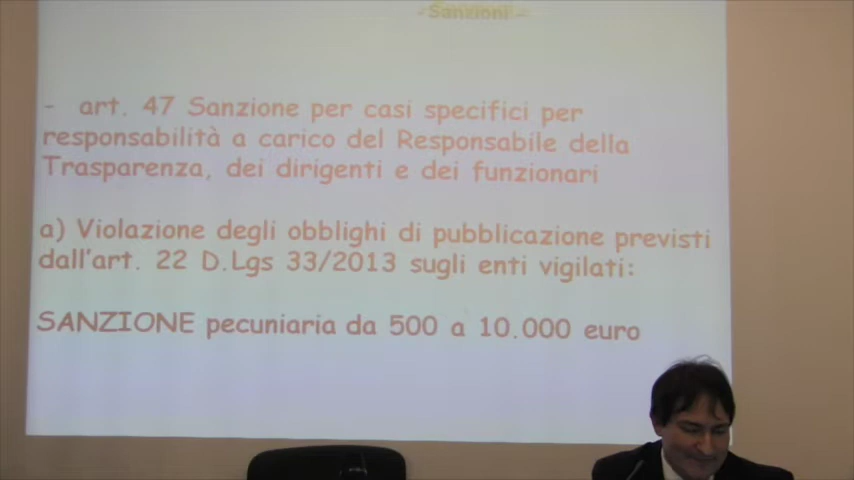 - Sanzioni -
- art. 47 Sanzione per casi specifici per
responsabilità a carico del Responsabile della
Trasparenza, dei dirigenti e dei funzionari
a) Violazione degli obblighi di pubblicazione previsti
dall'art. 22 D.Lgs 33/2013 sugli enti vigilati:
SANZIONE pecuniaria da 500 a 10.000 euro